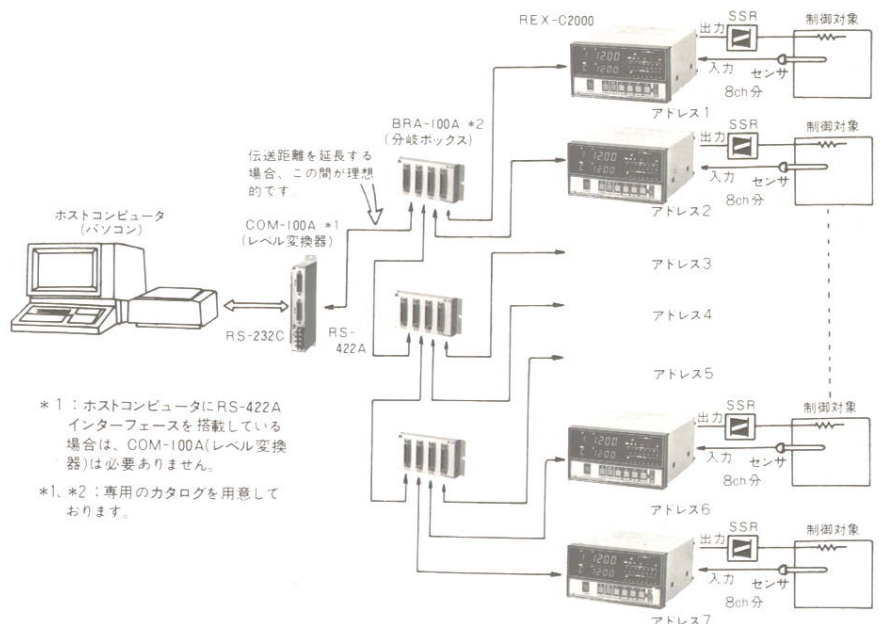 REX-C2000
SSR
出力
制御対象
入力 センサ
8ch分
アドレス1
BRA-100A *2
(分岐ボックス)
SSR
出力
制御対象
入力 センサ
8ch分
アドレス2
伝送距離を延長する
場合、この間が理想
的です.
ホストコンピュータ
(パソコン)
COM-100A *1
(レベル変換器)
アドレス3
アドレス4
RS-232C
RS-
422A
アドレス5
*1:ホストコンピュータにRS-422A
インターフェースを搭載している
場合は、COM-100A(レベル変換
器)は必要ありません。
*1、*2:専用のカタログを用意して
おります。
SSR
出力
制御対象
入力 センサ
8ch分
アドレス6
SSR
出力
制御対象
入力 センサ
8ch分
アドレス7